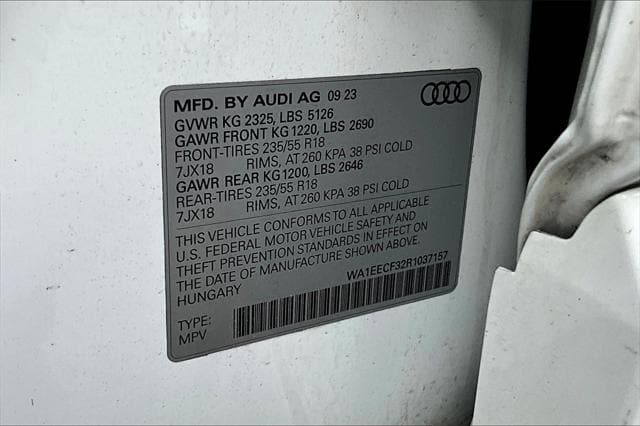 MFD. BY AUDI AG 09 23
GVWR KG 2325, LBS 5126
GAWR FRONT KG 1220, LBS 2690
FRONT-TIRES 235/55 R18
7JX18 RIMS, AT 260 KPA 38 PSI COLD
GAWR REAR KG 1200, LBS 2646
REAR-TIRES 235/55 R18
7JX18 RIMS, AT 260 KPA 38 PSI COLD
THIS VEHICLE CONFORMS TO ALL APPLICABLE
U.S. FEDERAL MOTOR VEHICLE SAFETY AND
THEFT PREVENTION STANDARDS IN EFFECT ON
THE DATE OF MANUFACTURE SHOWN ABOVE.
HUNGARY
WA1EECF32R1037157
TYPE:
MPV